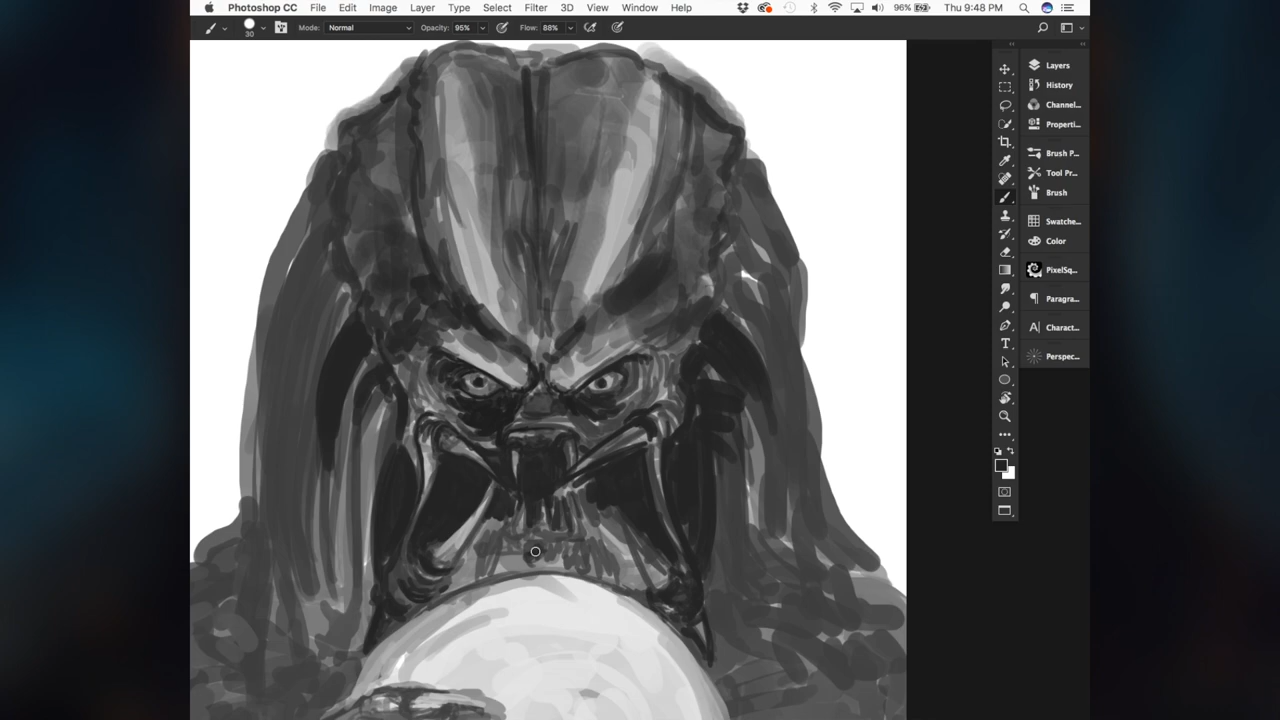 Photoshop CC File Edit Image Layer Type Select Filter 3D View Window Help 96% Thu 9:48 PM
30 Mode: Normal Opacity: 95% Flow: 88%
Layers
History
Channel...
Properti...
Brush P...
Tool Pr...
Brush
Swatche...
Color
PixelSq...
Paragra...
Charact...
Perspec...